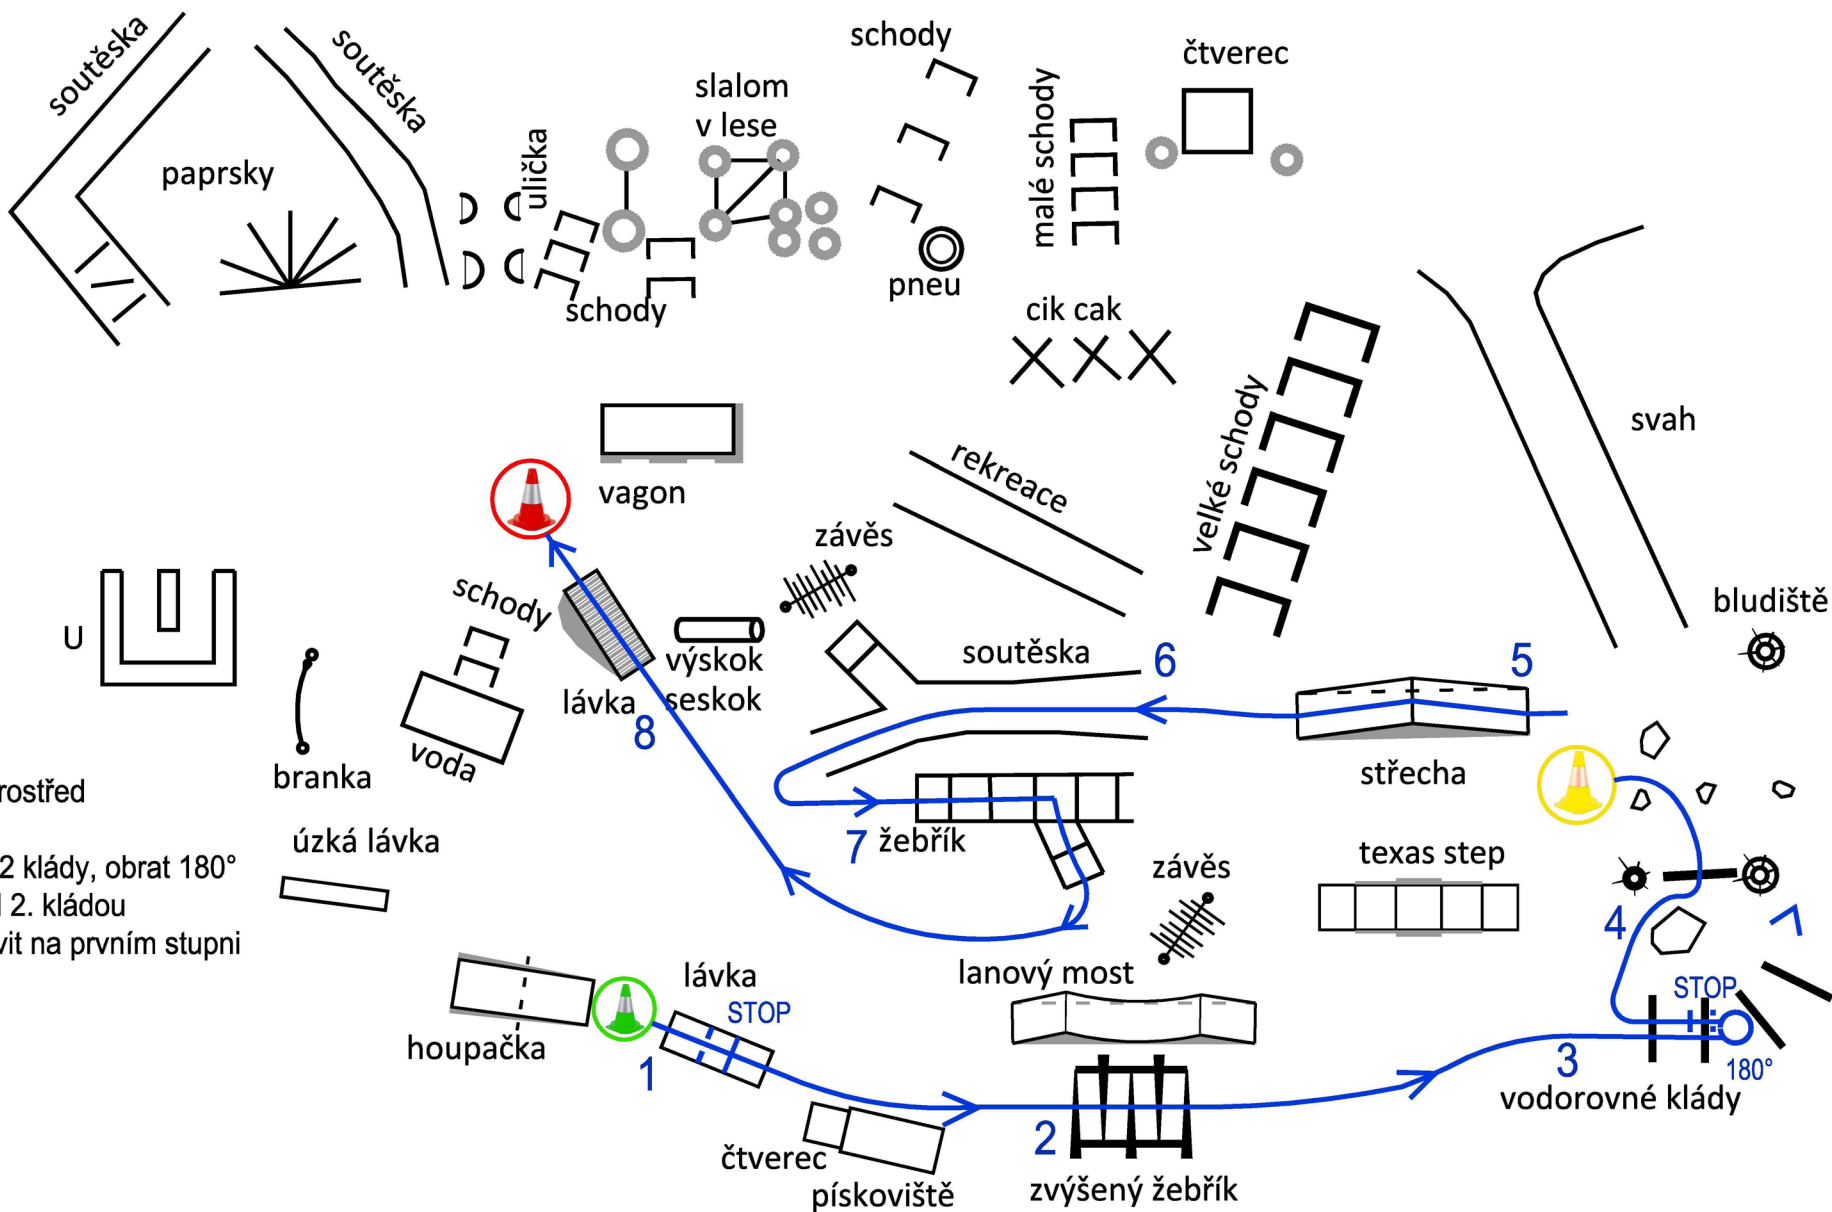 soutěska
soutěska
paprsky
ulička
slalom
v lese
schody
malé schody
čtverec
schody
pneu
cik cak
rekreace
velké schody
svah
vagon
závěs
schody
U
výskok
seskok
soutěska
6
5
bludiště
lávka
8
voda
branka
střecha
rostřed
úzká lávka
2 klády, obrat 180°
l 2. kládou
vit na prvním stupni
7 žebřík
závěs
texas step
4
lávka
STOP
lanový most
STOP
houpačka
1
3
180°
vodorovné klády
2
čtverec
pískoviště
zvýšený žebřík